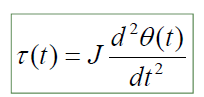 τ(t) = J d²θ(t)/dt²